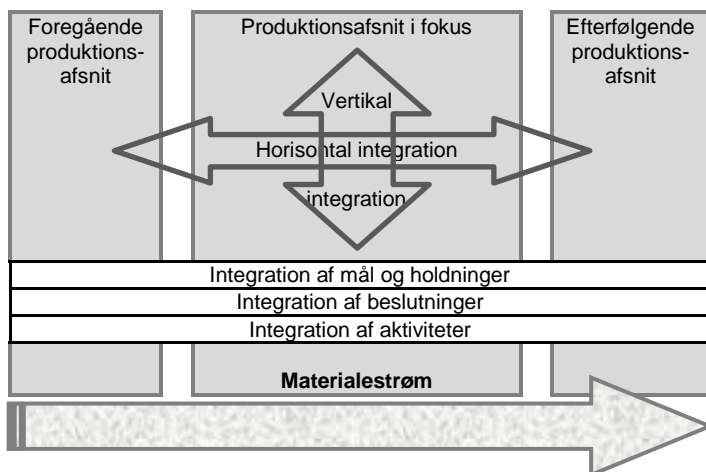 Foregående
produktions-
afsnit
Produktionsafsnit i fokus
Efterfølgende
produktions-
afsnit
Vertikal
Horisontal integration
integration
Integration af mål og holdninger
Integration af beslutninger
Integration af aktiviteter
Materialestrøm